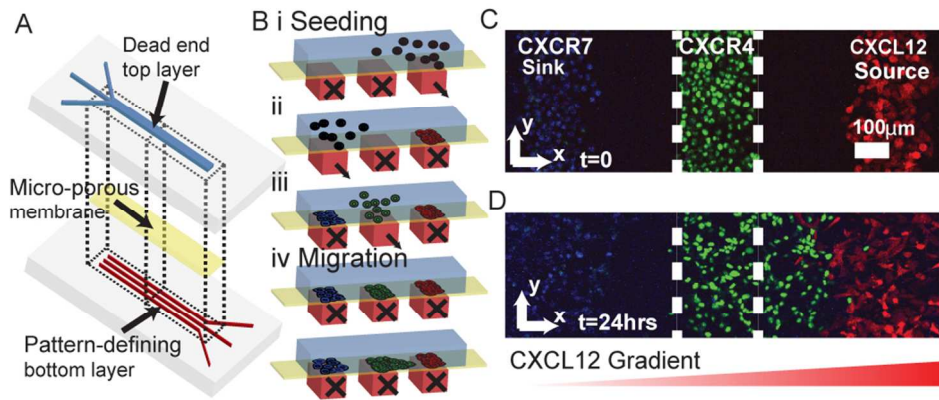 A
Dead end
top layer
Micro-porous
membrane
Pattern-defining
bottom layer
B i Seeding
ii
iii
iv Migration
C
CXCR7
Sink
CXCR4
CXCL12
Source
100μm
y
x
t=0
D
y
x
t=24hrs
CXCL12 Gradient